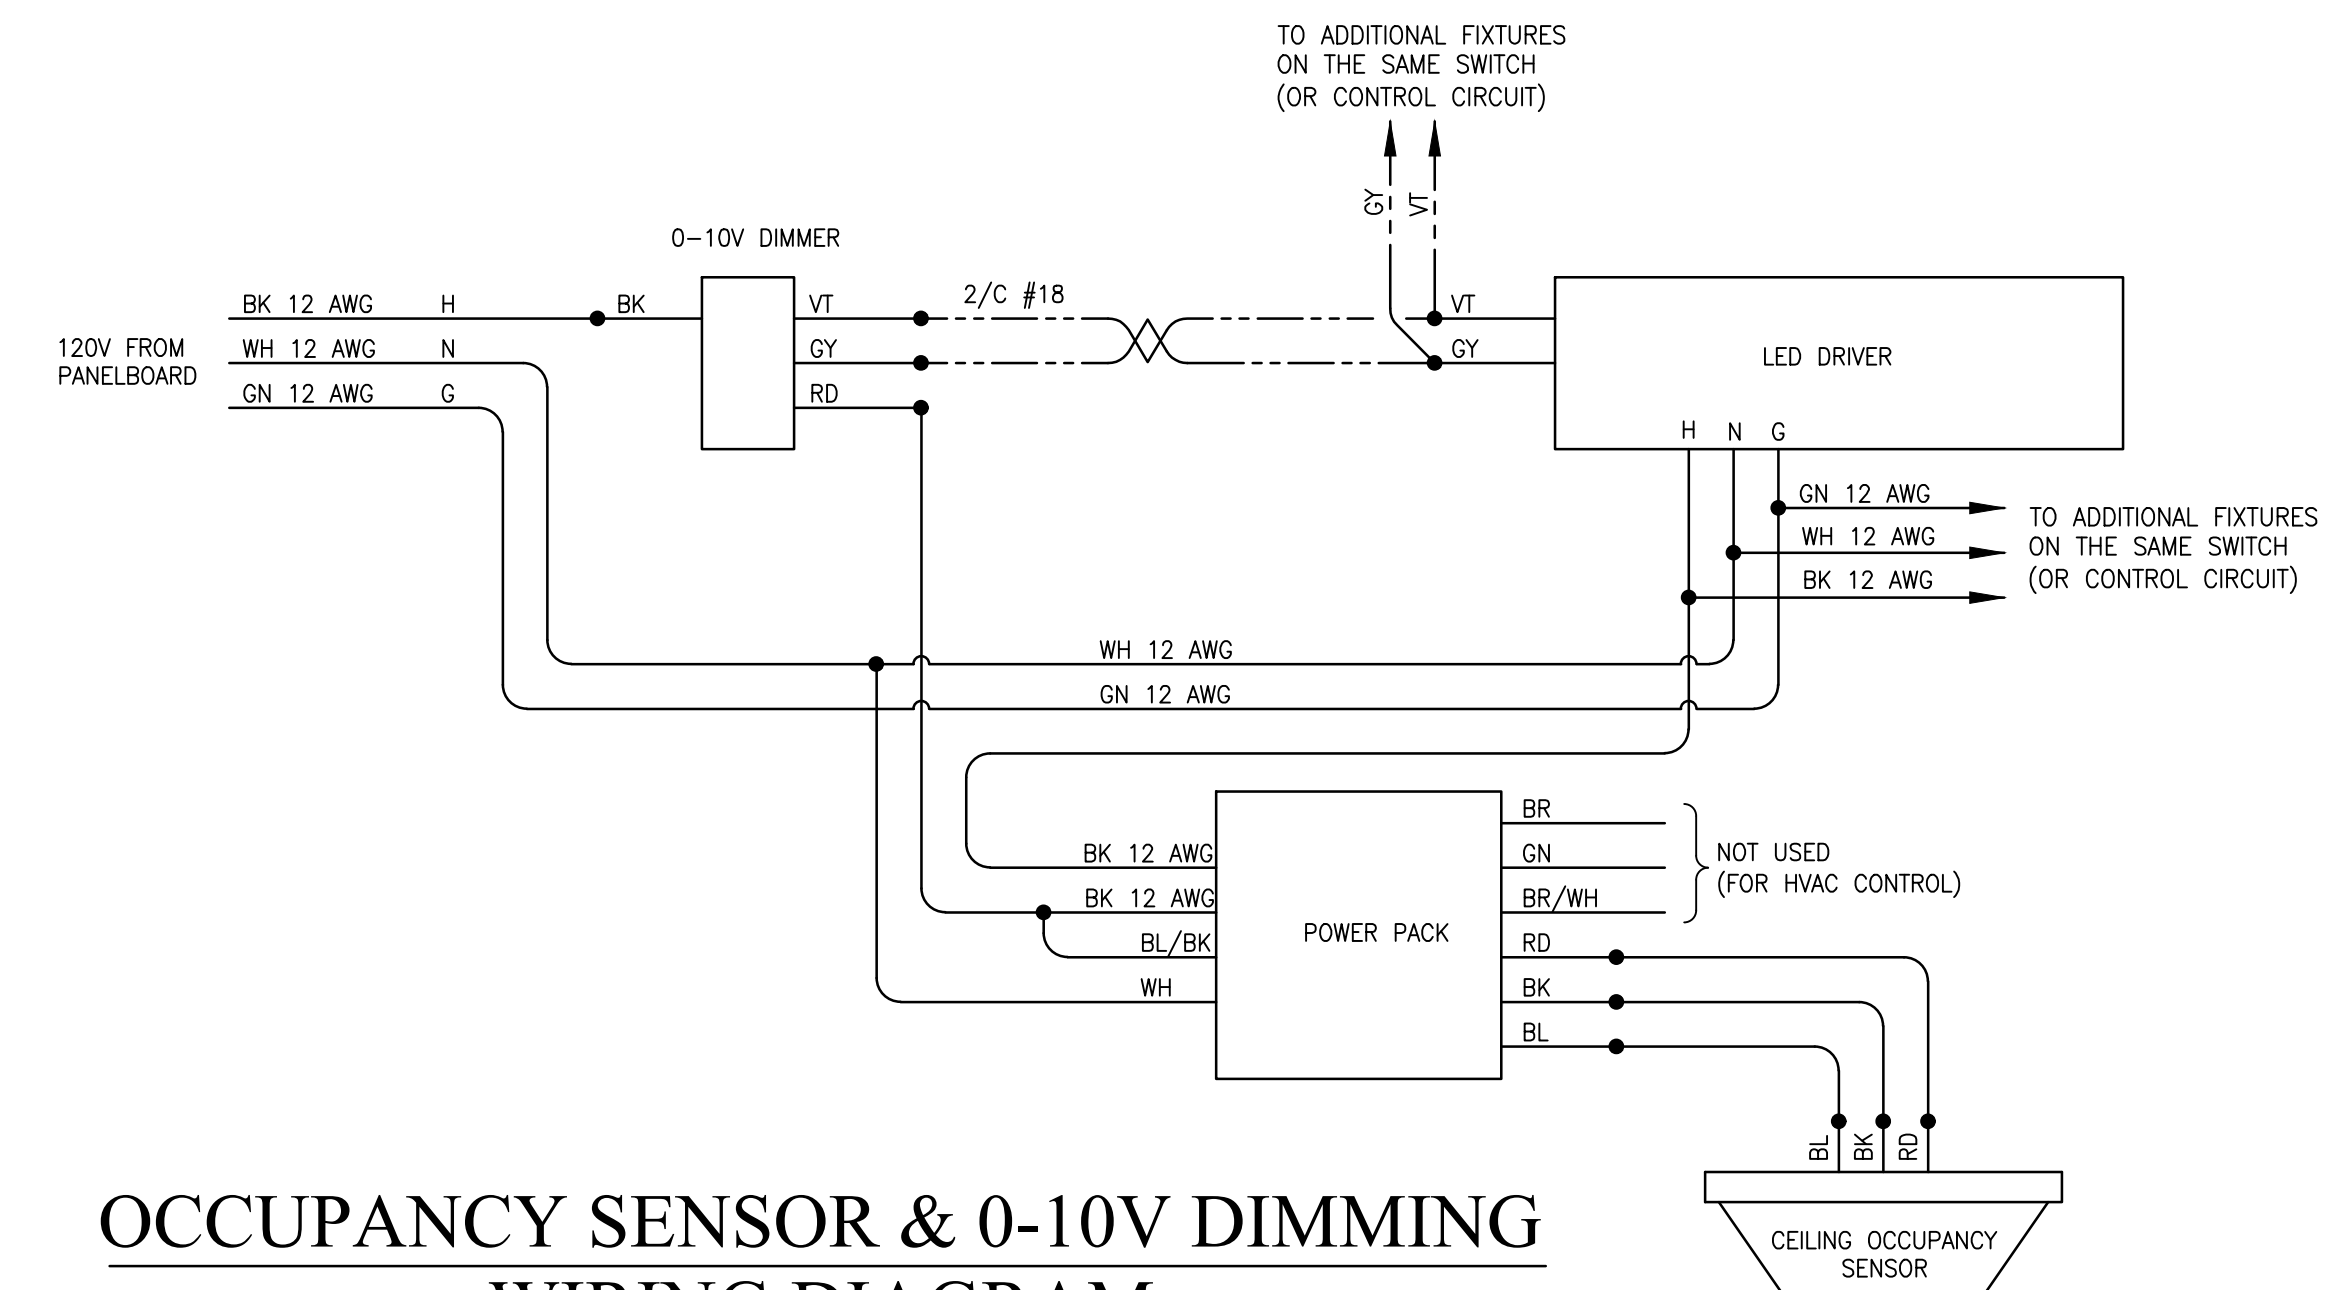 TO ADDITIONAL FIXTURES
ON THE SAME SWITCH
(OR CONTROL CIRCUIT)
GY
VT
0-10V DIMMER
BK 12 AWG H
BK
VT
2/C #18
VT
120V FROM
PANELBOARD
WH 12 AWG N
GY
GY
LED DRIVER
GN 12 AWG G
RD
H N G
GN 12 AWG
WH 12 AWG
BK 12 AWG
TO ADDITIONAL FIXTURES
ON THE SAME SWITCH
(OR CONTROL CIRCUIT)
WH 12 AWG
GN 12 AWG
BK 12 AWG
BK 12 AWG
BL/BK
WH
POWER PACK
BR
GN
BR/WH
NOT USED
(FOR HVAC CONTROL)
RD
BK
BL
BL
BK
RD
CEILING OCCUPANCY
SENSOR
OCCUPANCY SENSOR & 0-10V DIMMING
WIRING DIAGRAM